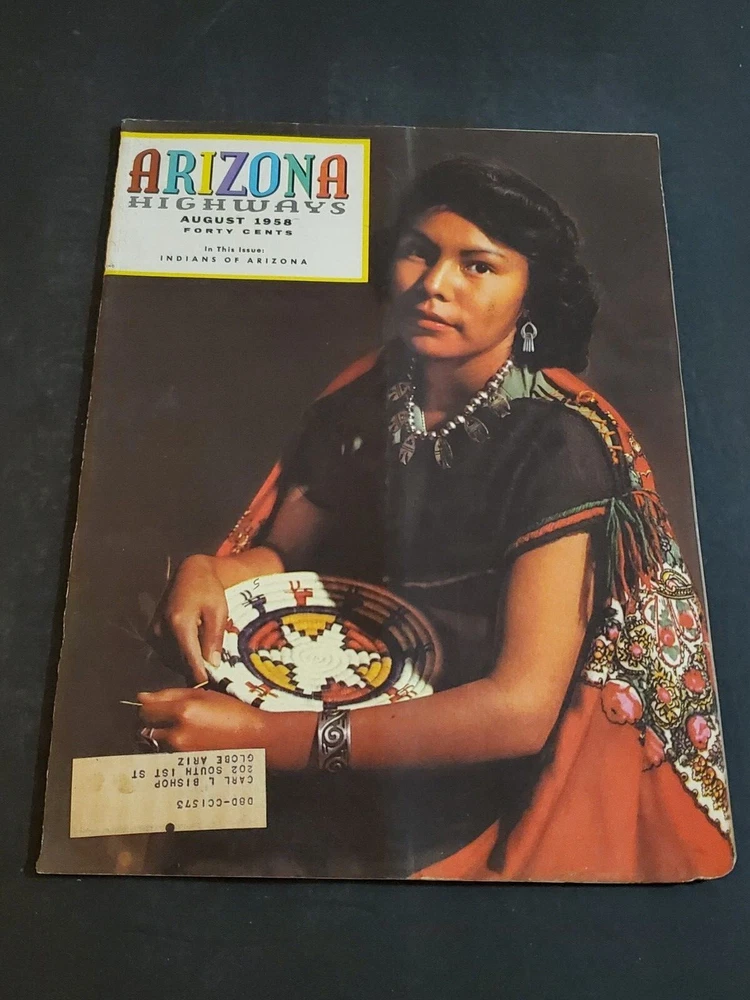 ARIZONA
HIGHWAYS
AUGUST 1958
FORTY CENTS
In This Issue:
INDIANS OF ARIZONA
DBD-CC1573
CARL L BISHOP
202 SOUTH 1ST ST
GLOBE ARIZ